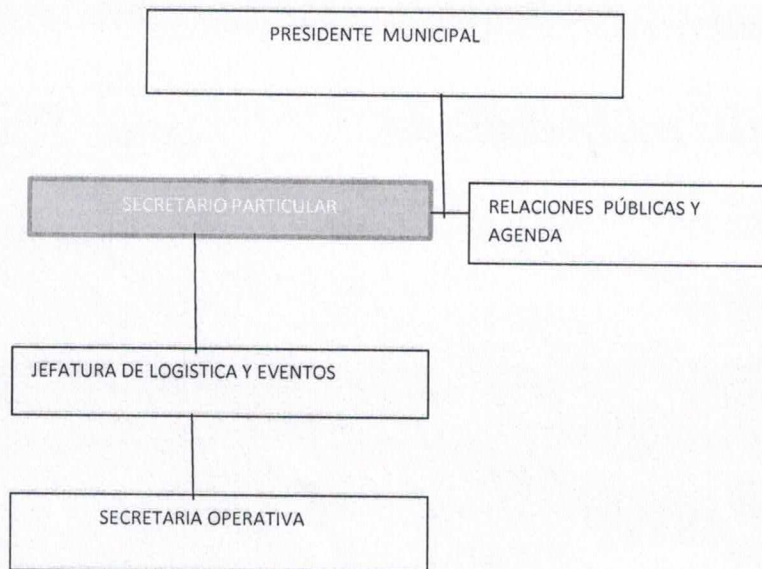 PRESIDENTE MUNICIPAL
SECRETARIO PARTICULAR
RELACIONES PÚBLICAS Y
AGENDA
JEFATURA DE LOGISTICA Y EVENTOS
SECRETARIA OPERATIVA